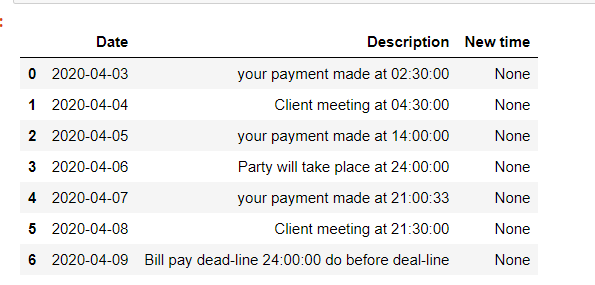 Date Description New time
0 2020-04-03 your payment made at 02:30:00 None
1 2020-04-04 Client meeting at 04:30:00 None
2 2020-04-05 your payment made at 14:00:00 None
3 2020-04-06 Party will take place at 24:00:00 None
4 2020-04-07 your payment made at 21:00:33 None
5 2020-04-08 Client meeting at 21:30:00 None
6 2020-04-09 Bill pay dead-line 24:00:00 do before deal-line None